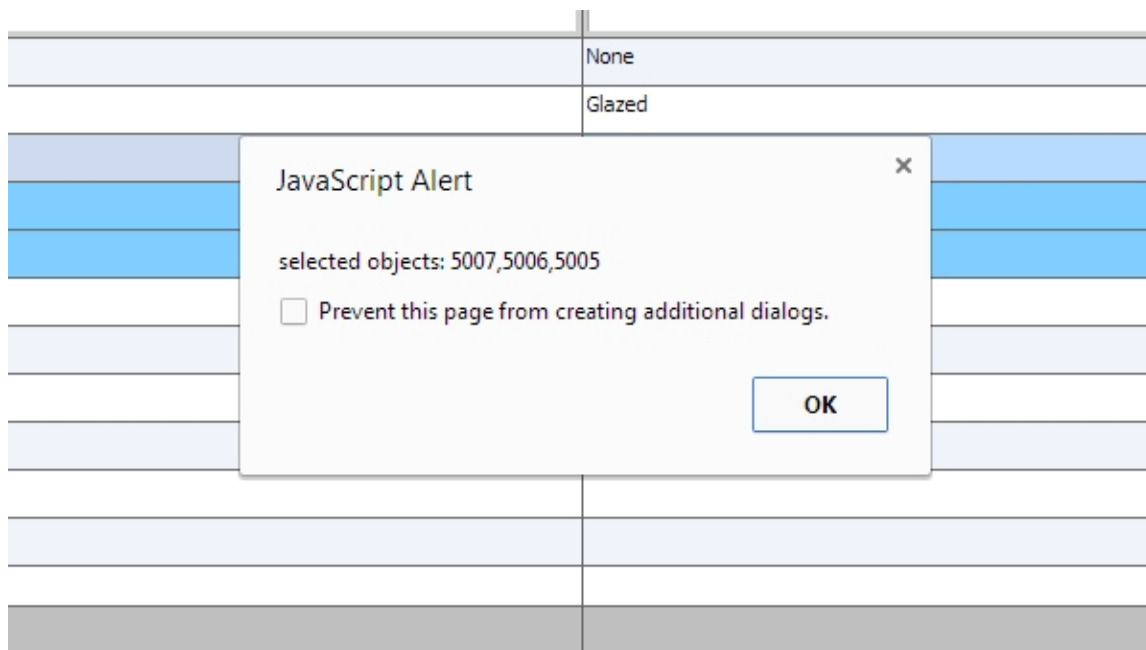 None
Glazed
JavaScript Alert
selected objects: 5007,5006,5005
Prevent this page from creating additional dialogs.
OK